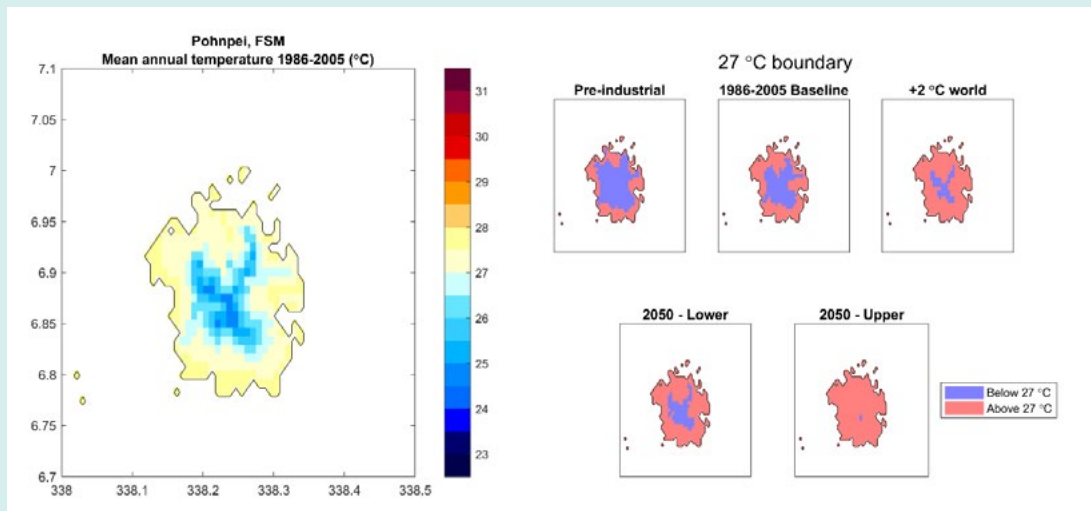 Pohnpei, FSM
Mean annual temperature 1986-2005 (°C)
7.1
7.05
7
6.95
6.9
6.85
6.8
6.75
6.7
338
338.1
338.2
338.3
338.4
338.5
31
30
29
28
27
26
25
24
23
27 °C boundary
Pre-industrial
1986-2005 Baseline
+2 °C world
2050 - Lower
2050 - Upper
Below 27 °C
Above 27 °C